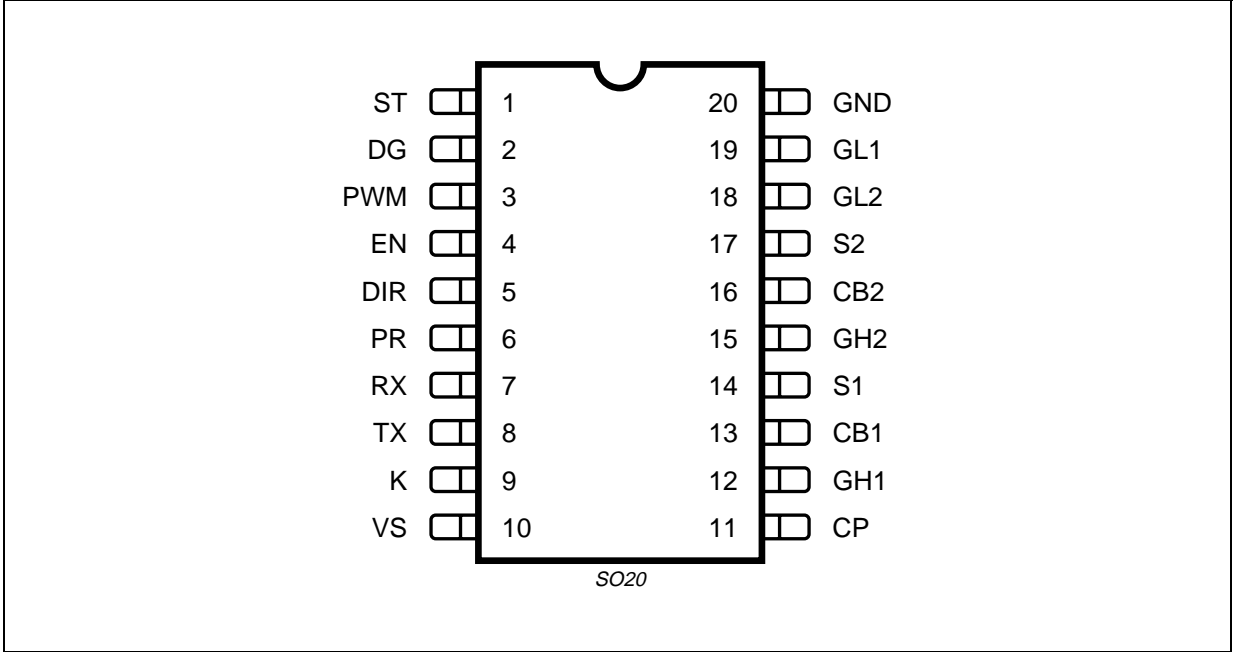 ST 1 20 GND
DG 2 19 GL1
PWM 3 18 GL2
EN 4 17 S2
DIR 5 16 CB2
PR 6 15 GH2
RX 7 14 S1
TX 8 13 CB1
K 9 12 GH1
VS 10 11 CP
SO20